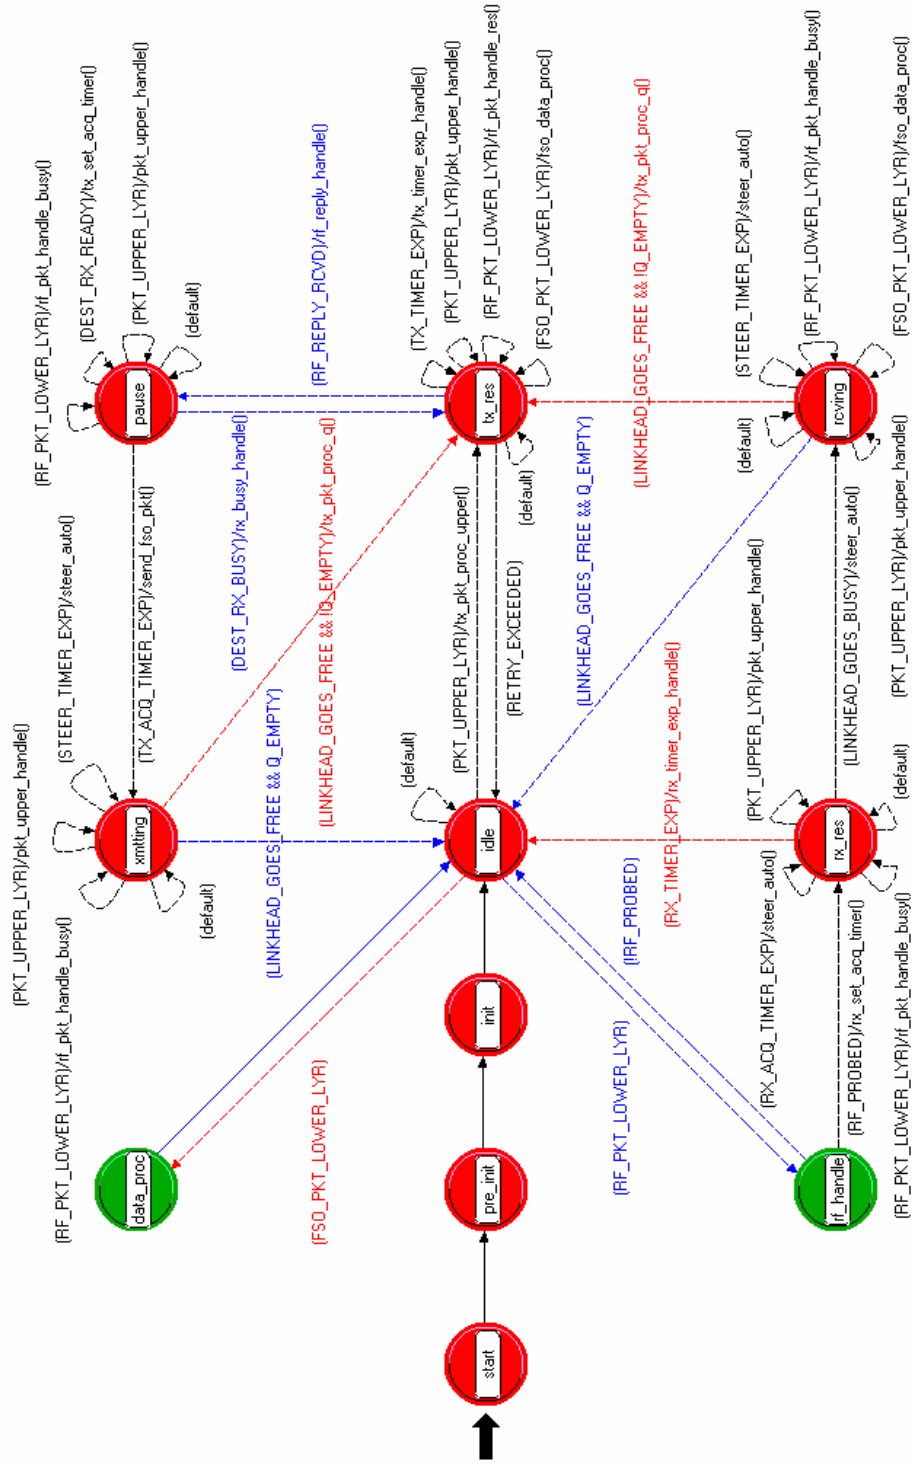 (RF_PKT_LOWER_LYR)/rf_pkt_handle_busy()
(DEST_RX_READY)/tx_set_acq_timer()
(PKT_UPPER_LYR)/pkt_upper_handle()
(default)
pause
(RF_REPLY_RCVD)/rf_reply_handle()
(DEST_RX_BUSY)/rx_busy_handle()
(TX_TIMER_EXP)/tx_timer_exp_handle()
(PKT_UPPER_LYR)/pkt_upper_handle()
(RF_PKT_LOWER_LYR)/rf_pkt_handle_res()
(FSO_PKT_LOWER_LYR)/fso_data_proc()
tx_res
(default)
(LINKHEAD_GOES_FREE && !Q_EMPTY)/tx_pkt_proc_q()
(STEER_TIMER_EXP)/steer_auto()
(RF_PKT_LOWER_LYR)/rf_pkt_handle_busy()
(FSO_PKT_LOWER_LYR)/fso_data_proc()
(default)
rcving
(PKT_UPPER_LYR)/pkt_upper_handle()
(PKT_UPPER_LYR)/pkt_upper_handle()
(STEER_TIMER_EXP)/steer_auto()
(TX_ACQ_TIMER_EXP)/send_fso_pkt()
xmtting
(default)
(RF_PKT_LOWER_LYR)/rf_pkt_handle_busy()
(LINKHEAD_GOES_FREE && Q_EMPTY)
(LINKHEAD_GOES_FREE && !Q_EMPTY)/tx_pkt_proc_q()
(default)
idle
(PKT_UPPER_LYR)/tx_pkt_proc_upper()
(RETRY_EXCEEDED)
(LINKHEAD_GOES_FREE && Q_EMPTY)
(RX_TIMER_EXP)/rx_timer_exp_handle()
(PKT_UPPER_LYR)/pkt_upper_handle()
(LINKHEAD_GOES_BUSY)/steer_auto()
rx_res
(default)
(RX_ACQ_TIMER_EXP)/steer_auto()
(RF_PROBED)/rx_set_acq_timer()
(RF_PKT_LOWER_LYR)/rf_pkt_handle_busy()
(!RF_PROBED)
(RF_PKT_LOWER_LYR)
init
data_proc
(FSO_PKT_LOWER_LYR)
pre_init
rf_handle
start